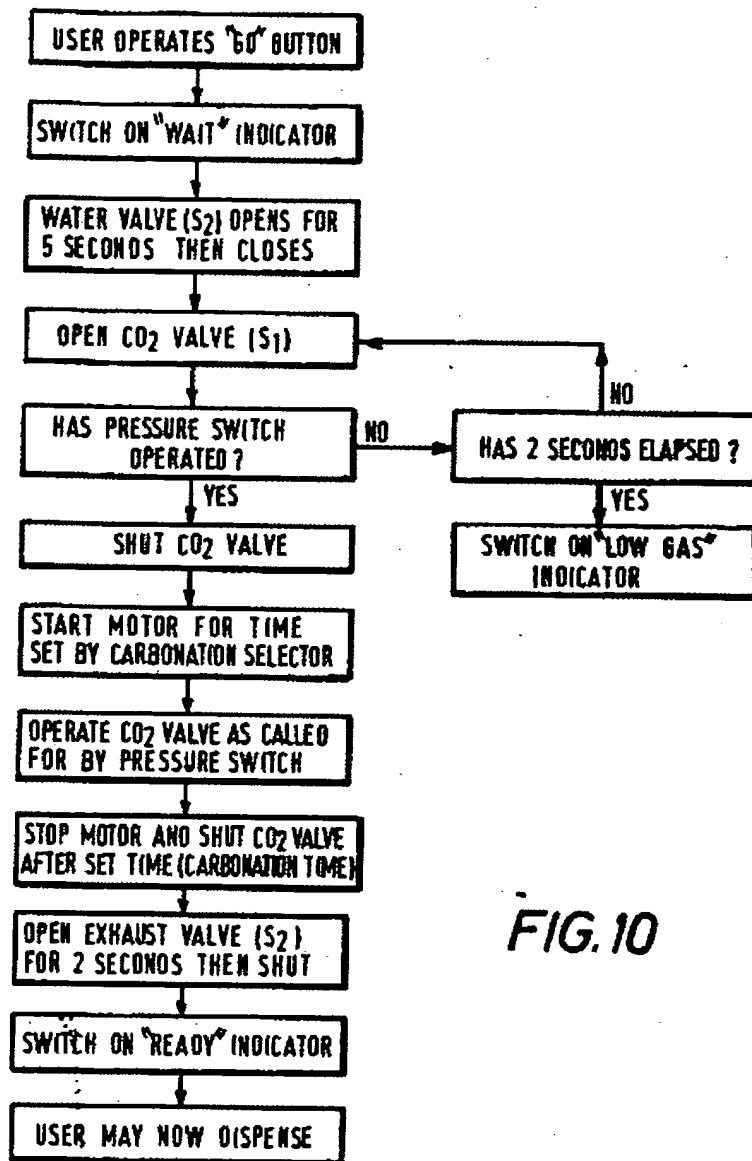 USER OPERATES "GO" BUTTON
SWITCH ON "WAIT" INDICATOR
WATER VALVE (S2) OPENS FOR
5 SECONDS THEN CLOSES
OPEN CO2 VALVE (S1)
HAS PRESSURE SWITCH
OPERATED?
NO
HAS 2 SECONDS ELAPSED?
NO
YES
SWITCH ON "LOW GAS"
INDICATOR
YES
SHUT CO2 VALVE
START MOTOR FOR TIME
SET BY CARBONATION SELECTOR
OPERATE CO2 VALVE AS CALLED
FOR BY PRESSURE SWITCH
STOP MOTOR AND SHUT CO2 VALVE
AFTER SET TIME (CARBONATION TIME)
OPEN EXHAUST VALVE (S2)
FOR 2 SECONDS THEN SHUT
SWITCH ON "READY" INDICATOR
USER MAY NOW DISPENSE
FIG. 10